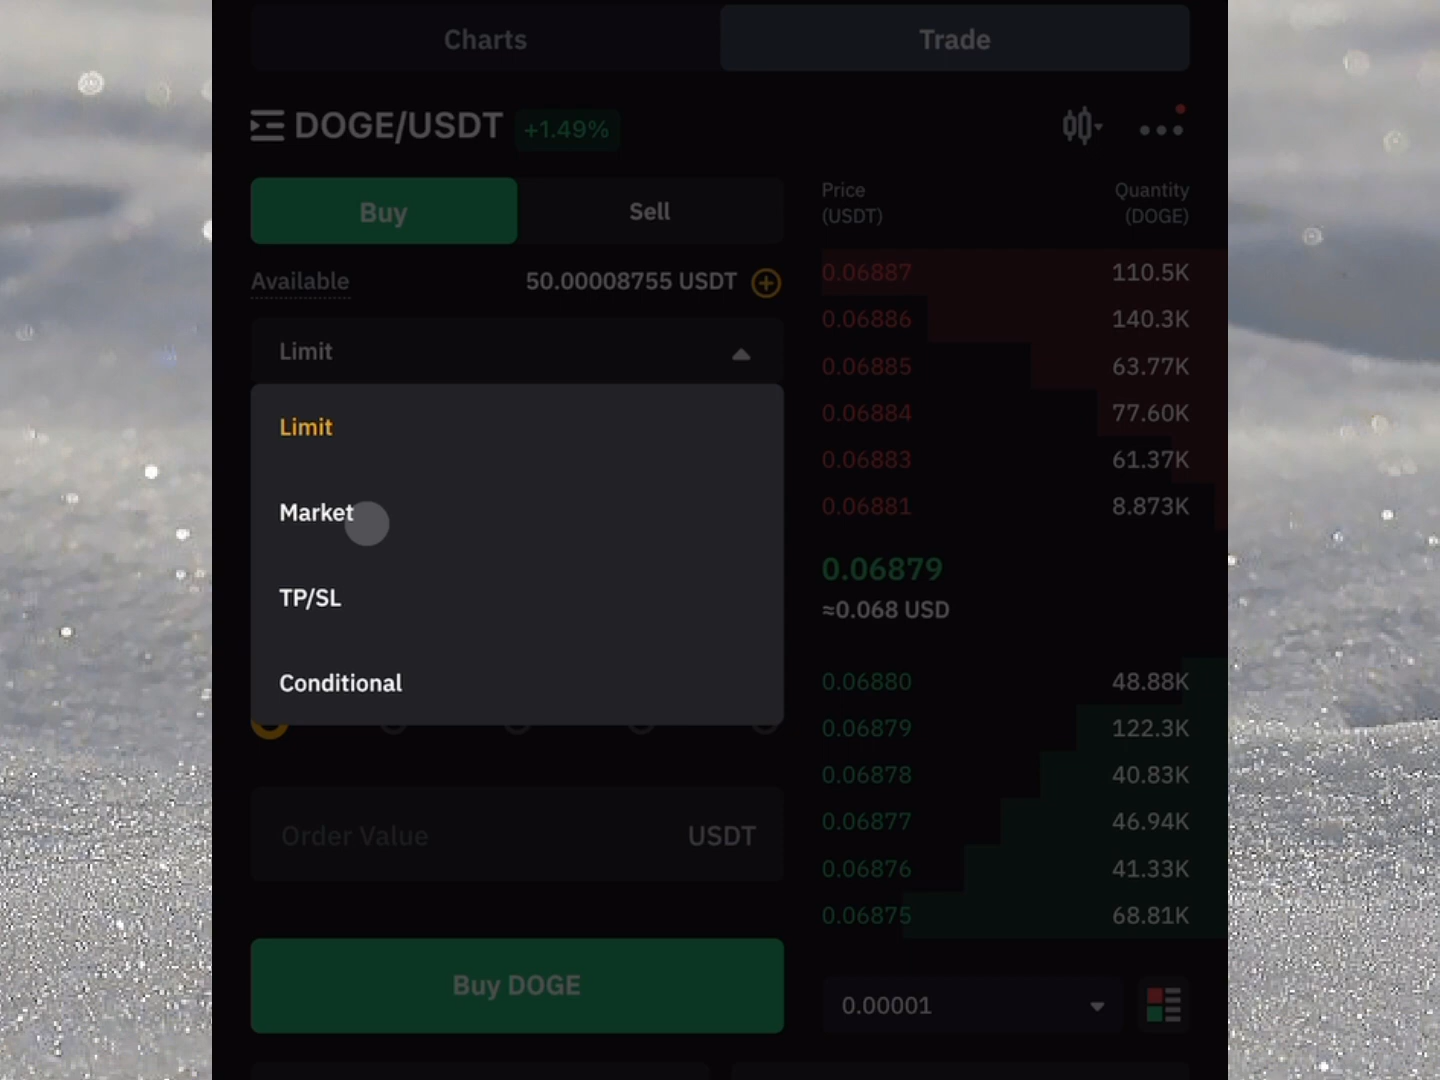 Charts
Trade
DOGE/USDT +1.49%
Buy
Sell
Available
50.00008755 USDT
Limit
Limit
Market
TP/SL
Conditional
Order Value
USDT
Buy DOGE
Price
(USDT)
Quantity
(DOGE)
0.06887 110.5K
0.06886 140.3K
0.06885 63.77K
0.06884 77.60K
0.06883 61.37K
0.06881 8.873K
0.06879
≈0.068 USD
0.06880 48.88K
0.06879 122.3K
0.06878 40.83K
0.06877 46.94K
0.06876 41.33K
0.06875 68.81K
0.00001